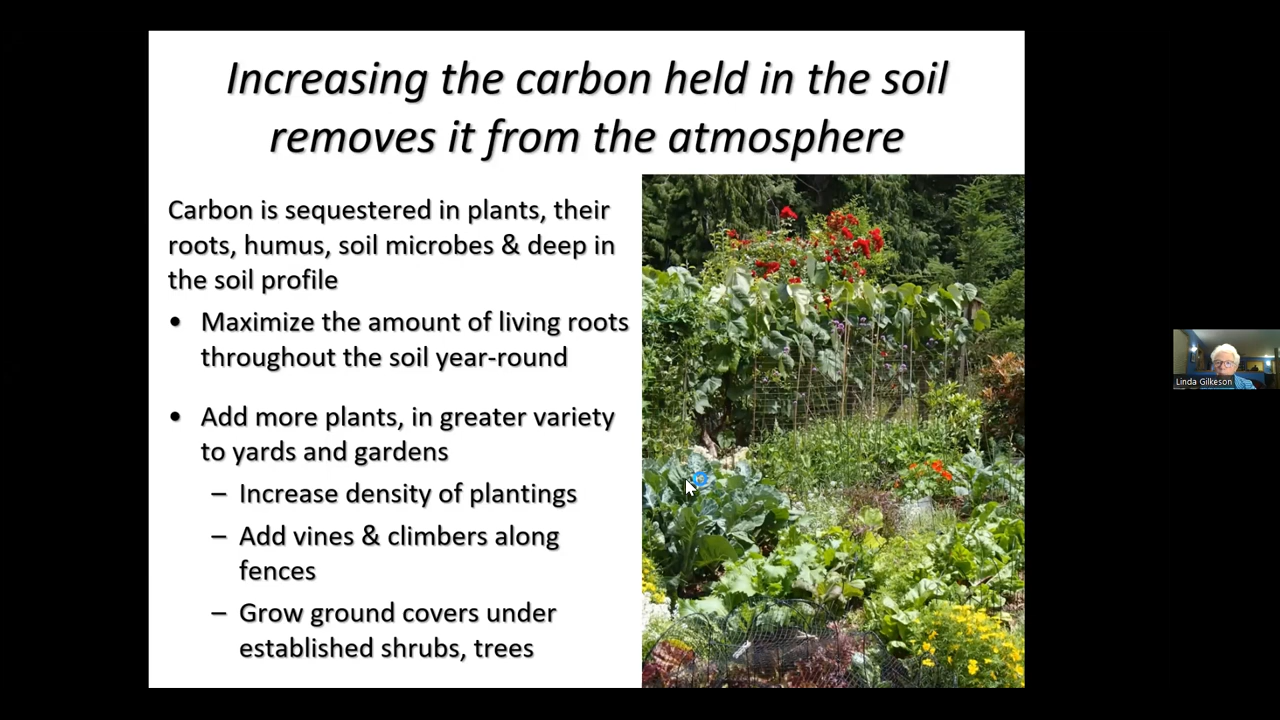 Increasing the carbon held in the soil
removes it from the atmosphere
Carbon is sequestered in plants, their
roots, humus, soil microbes & deep in
the soil profile
• Maximize the amount of living roots
throughout the soil year-round
• Add more plants, in greater variety
to yards and gardens
– Increase density of plantings
– Add vines & climbers along
fences
– Grow ground covers under
established shrubs, trees
Linda Gilkeson